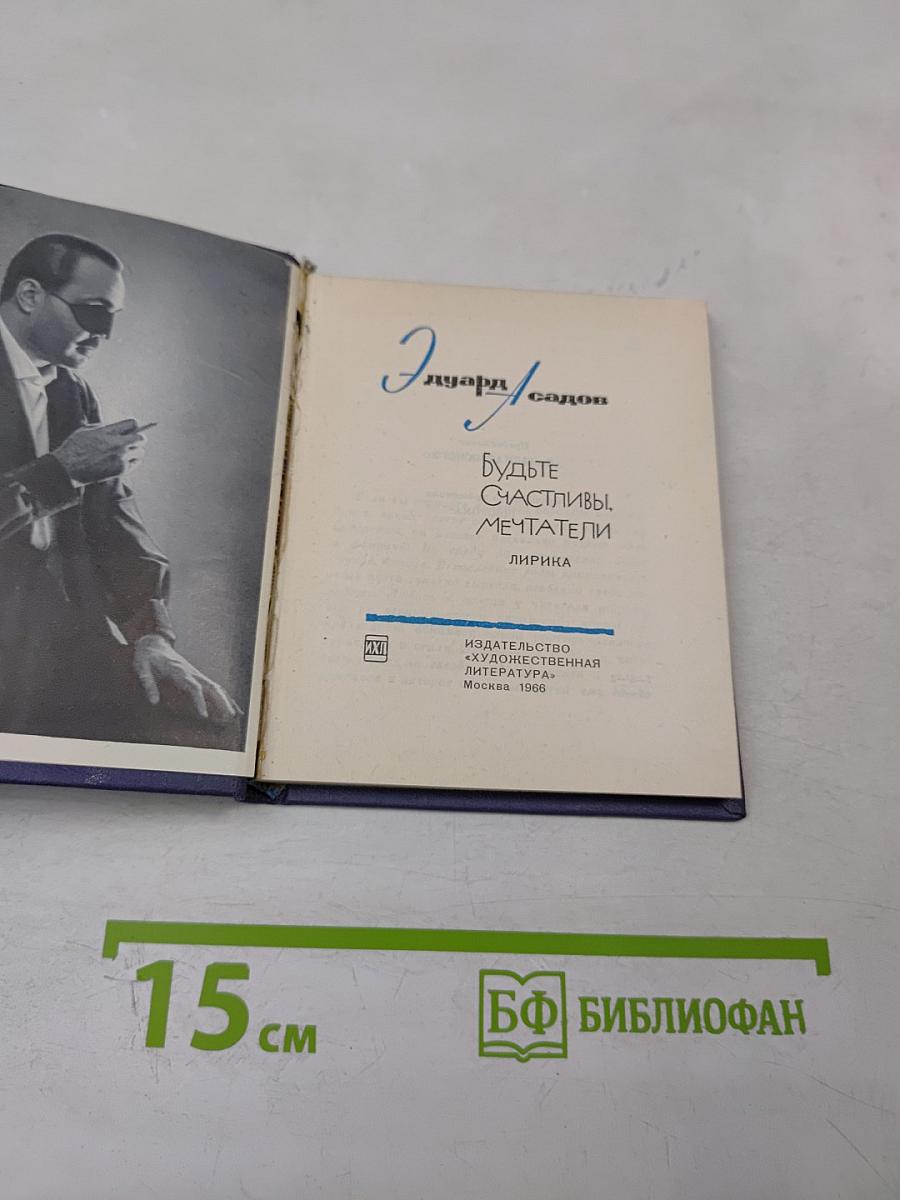 Эдуард Асадов
БУДЬТЕ
СЧАСТЛИВЫ,
МЕЧТАТЕЛИ
ЛИРИКА
ИХЛ
ИЗДАТЕЛЬСТВО
«ХУДОЖЕСТВЕННАЯ
ЛИТЕРАТУРА»
Москва 1966
15 см
БФ БИБЛИОФАН